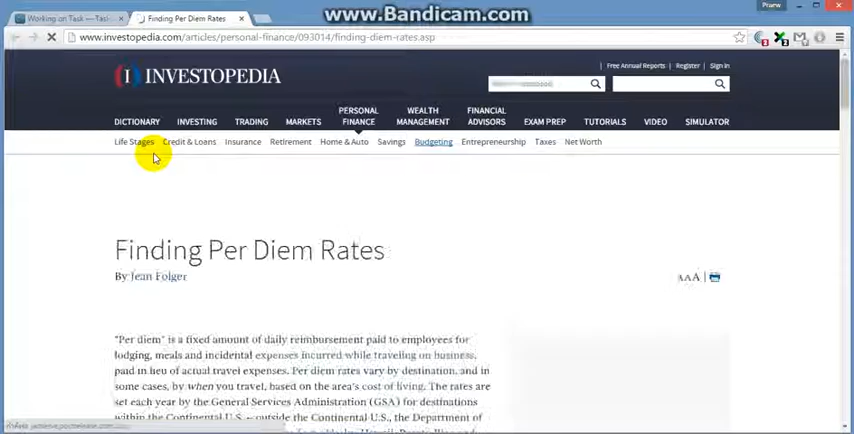 www.Bandicam.com
Working on Task — Task
Finding Per Diem Rates
www.investopedia.com/articles/personal-finance/093014/finding-diem-rates.asp
INVESTOPEDIA
Free Annual Reports | Register | Sign in
DICTIONARY INVESTING TRADING MARKETS PERSONAL FINANCE WEALTH MANAGEMENT FINANCIAL ADVISORS EXAM PREP TUTORIALS VIDEO SIMULATOR
Life Stages Credit & Loans Insurance Retirement Home & Auto Savings Budgeting Entrepreneurship Taxes Net Worth
Finding Per Diem Rates
By Jean Folger
AAA |
"Per diem" is a fixed amount of daily reimbursement paid to employees for
lodging, meals and incidental expenses incurred while traveling on business,
paid in lieu of actual travel expenses. Per diem rates vary by destination, and in
some cases, by when you travel, based on the area's cost of living. The rates are
set each year by the General Services Administration (GSA) for destinations
within the Continental U.S., outside the Continental U.S., the Department of